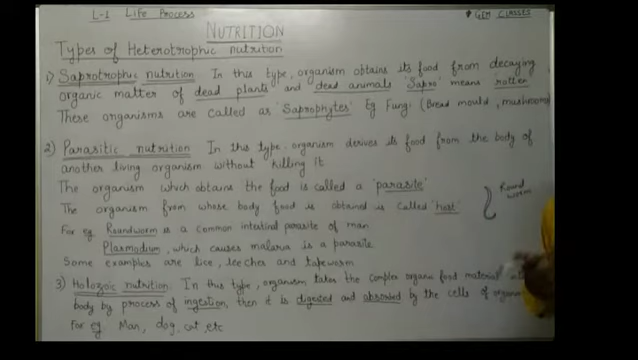 L-1 Life Process
* GEM CLASSES
NUTRITION
Types of Heterotrophic nutrition
1) Saprotrophic nutrition In this type, organism obtains its food from decaying
organic matter of dead plants and dead animals 'Sapro' means 'rotten'
These organisms are called as 'Saprophytes' Eg Fungi (Bread mould, mushrooms
2) Parasitic nutrition In this type organism derives its food from the body of
another living organism without killing it
The organism which obtains the food is called a 'parasite'
The organism from whose body food is obtained is called 'host'
Round
worm
For eg Roundworm is a common intestinal parasite of man
Plasmodium, which causes malaria is a parasite
Some examples are lice, leeches and tapeworm
3) Holozoic nutrition In this type, organism takes the complex organic food material
body by process of ingestion, then it is digested and absorbed by the cells of
For eg. Man, dog, cat, etc